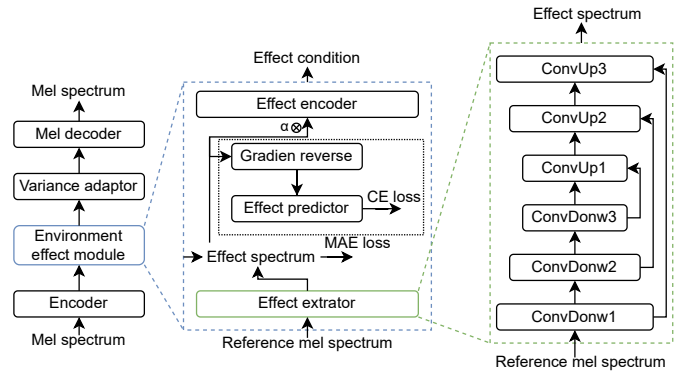 Mel spectrum
Mel decoder
Variance adaptor
Environment
effect module
Encoder
Mel spectrum
Effect condition
Effect encoder
α⊗
Gradien reverse
Effect predictor
CE loss
MAE loss
Effect spectrum
Effect extrator
Reference mel spectrum
Effect spectrum
ConvUp3
ConvUp2
ConvUp1
ConvDonw3
ConvDonw2
ConvDonw1
Reference mel spectrum